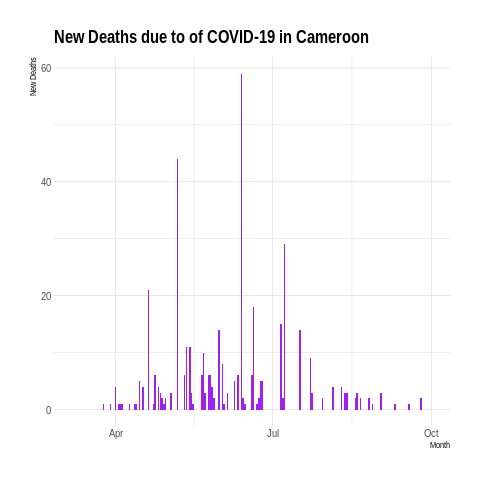 New Deaths due to of COVID-19 in Cameroon
New Deaths
60
40
20
0
Apr
Jul
Oct
Month